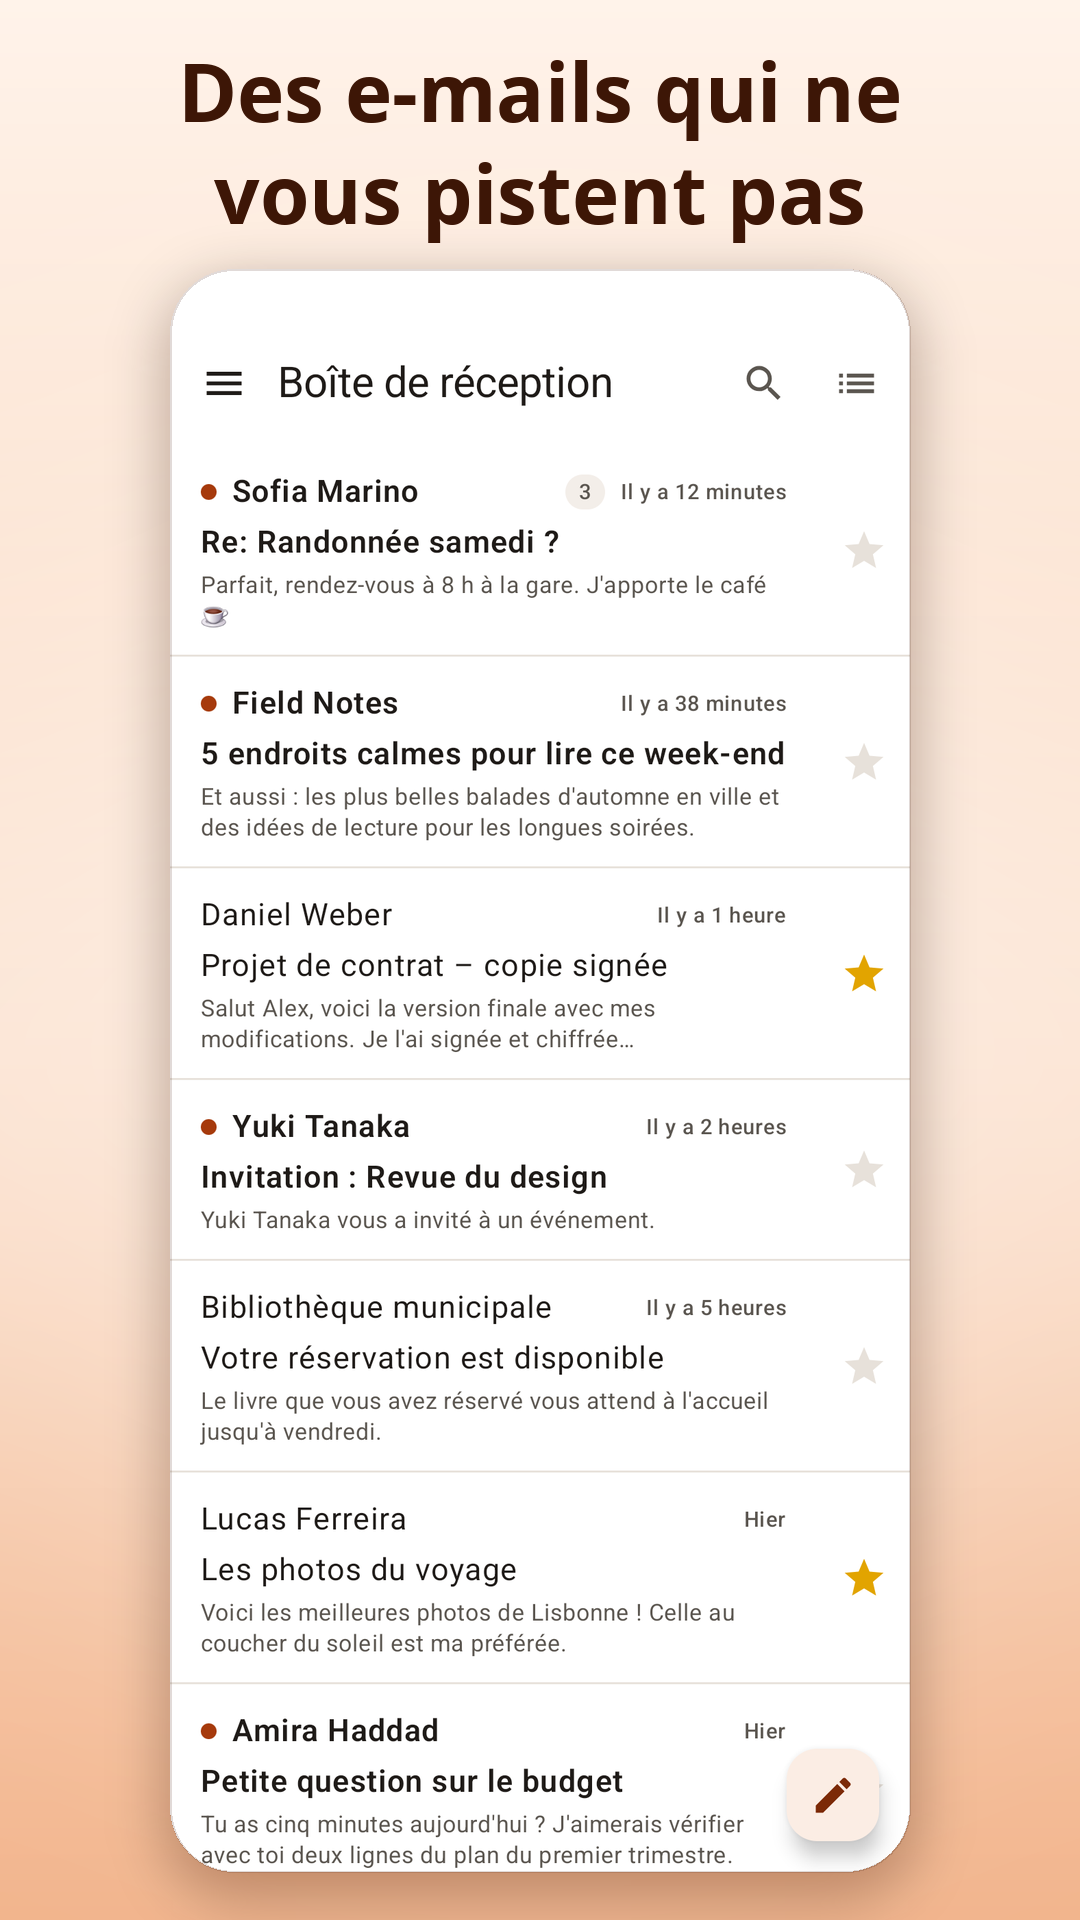 Des e-mails qui ne
vous pistent pas
Boîte de réception
Sofia Marino 3 Il y a 12 minutes
Re: Randonnée samedi ?
Parfait, rendez-vous à 8 h à la gare. J'apporte le café
☕
Field Notes Il y a 38 minutes
5 endroits calmes pour lire ce week-end
Et aussi : les plus belles balades d'automne en ville et
des idées de lecture pour les longues soirées.
Daniel Weber Il y a 1 heure
Projet de contrat – copie signée
Salut Alex, voici la version finale avec mes
modifications. Je l'ai signée et chiffrée…
Yuki Tanaka Il y a 2 heures
Invitation : Revue du design
Yuki Tanaka vous a invité à un événement.
Bibliothèque municipale Il y a 5 heures
Votre réservation est disponible
Le livre que vous avez réservé vous attend à l'accueil
jusqu'à vendredi.
Lucas Ferreira Hier
Les photos du voyage
Voici les meilleures photos de Lisbonne ! Celle au
coucher du soleil est ma préférée.
Amira Haddad Hier
Petite question sur le budget
Tu as cinq minutes aujourd'hui ? J'aimerais vérifier
avec toi deux lignes du plan du premier trimestre.